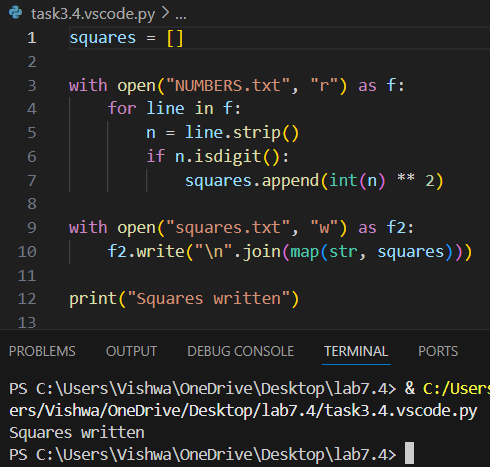 task3.4.vscode.py > ...
1 squares = []
2
3 with open("NUMBERS.txt", "r") as f:
4     for line in f:
5         n = line.strip()
6         if n.isdigit():
7             squares.append(int(n) ** 2)
8
9 with open("squares.txt", "w") as f2:
10     f2.write("\n".join(map(str, squares)))
11
12 print("Squares written")
13
PROBLEMS OUTPUT DEBUG CONSOLE TERMINAL PORTS
PS C:\Users\Vishwa\OneDrive\Desktop\lab7.4> & C:/Users
ers/Vishwa/OneDrive/Desktop/lab7.4/task3.4.vscode.py
Squares written
PS C:\Users\Vishwa\OneDrive\Desktop\lab7.4>